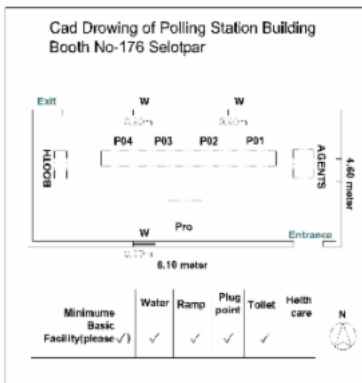 Cad Drowing of Polling Station Building
Booth No-176 Selotpar
Exit
W W
P04 P03 P02 P01
BOOTH
AGENTS
4.60 meter
Pro
Entrance
W
6.10 meter
Minimume Basic Facility(please ✓) Water Ramp Plug point Toilet Helth care
✓ ✓ ✓ ✓
N